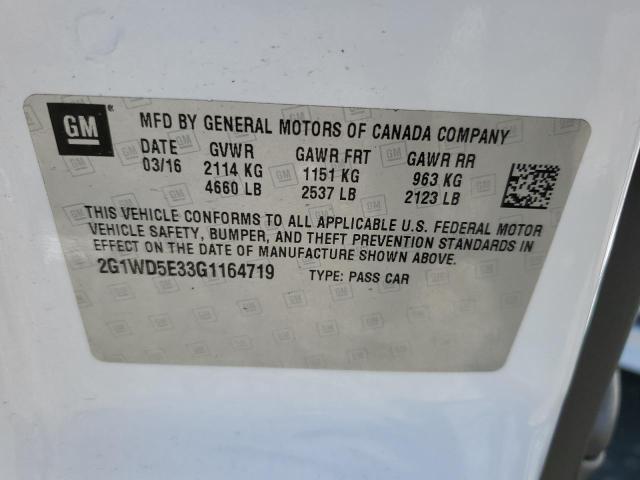 GM
MFD BY GENERAL MOTORS OF CANADA COMPANY
DATE GVWR GAWR FRT GAWR RR
03/16 2114 KG 1151 KG 963 KG
4660 LB 2537 LB 2123 LB
THIS VEHICLE CONFORMS TO ALL APPLICABLE U.S. FEDERAL MOTOR
VEHICLE SAFETY, BUMPER, AND THEFT PREVENTION STANDARDS IN
EFFECT ON THE DATE OF MANUFACTURE SHOWN ABOVE.
2G1WD5E33G1164719 TYPE: PASS CAR